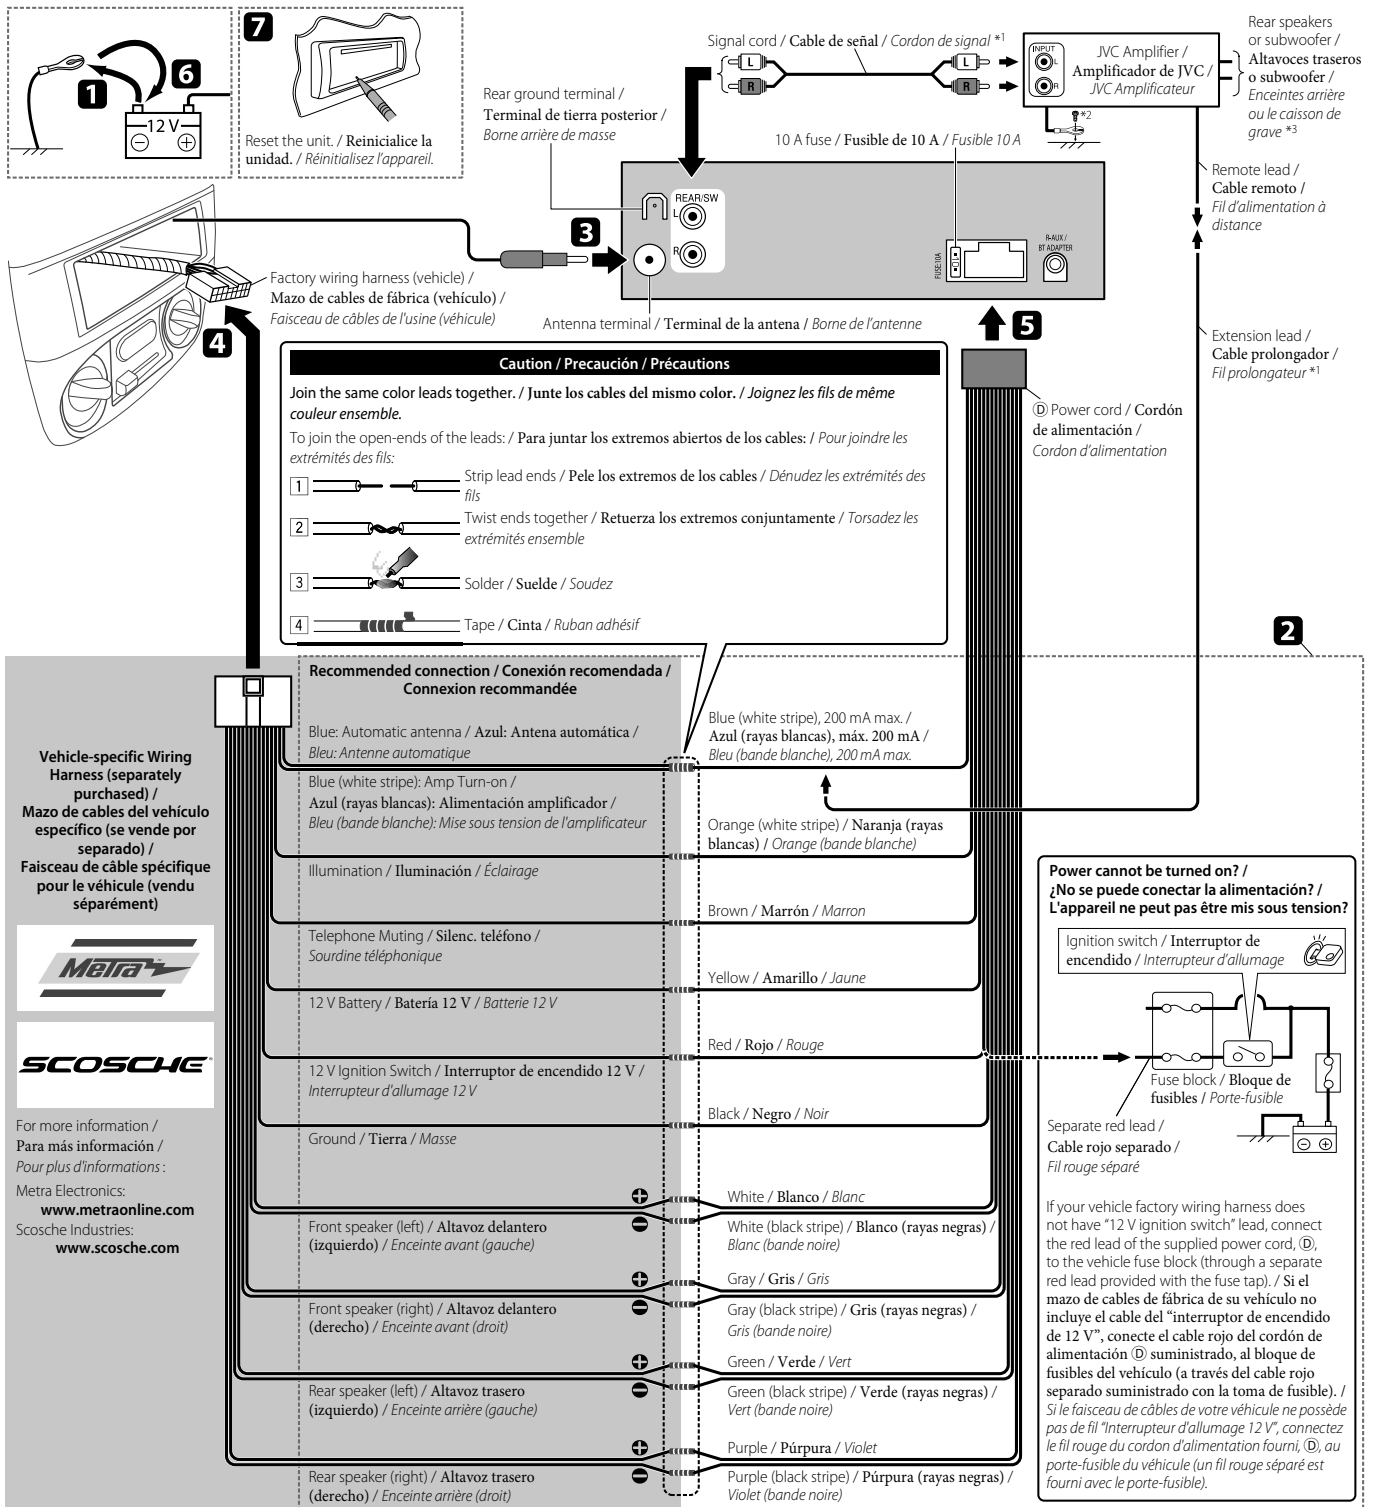 1
6
12 V
7
Reset the unit. / Reinicialice la
unidad. / Réinitialisez l'appareil.
Rear ground terminal /
Terminal de tierra posterior /
Borne arrière de masse
Signal cord / Cable de señal / Cordon de signal *1
L
R
L
R
INPUT
L
R
JVC Amplifier /
Amplificador de JVC /
JVC Amplificateur
*2
Rear speakers
or subwoofer /
Altavoces traseros
o subwoofer /
Enceintes arrière
ou le caisson de
grave *3
10 A fuse / Fusible de 10 A / Fusible 10 A
Remote lead /
Cable remoto /
Fil d'alimentation à
distance
REAR/SW
L
R
FUSE:10A
R-AUX /
BT ADAPTER
3
Factory wiring harness (vehicle) /
Mazo de cables de fábrica (vehículo) /
Faisceau de câbles de l'usine (véhicule)
4
Antenna terminal / Terminal de la antena / Borne de l'antenne
5
Extension lead /
Cable prolongador /
Fil prolongateur *1
Ⓓ Power cord / Cordón
de alimentación /
Cordon d'alimentation
Caution / Precaución / Précautions
Join the same color leads together. / Junte los cables del mismo color. / Joignez les fils de même
couleur ensemble.
To join the open-ends of the leads: / Para juntar los extremos abiertos de los cables: / Pour joindre les
extrémités des fils:
1 Strip lead ends / Pele los extremos de los cables / Dénudez les extrémités des
fils
2 Twist ends together / Retuerza los extremos conjuntamente / Torsadez les
extrémités ensemble
3 Solder / Suelde / Soudez
4 Tape / Cinta / Ruban adhésif
2
Recommended connection / Conexión recomendada /
Connexion recommandée
Vehicle-specific Wiring
Harness (separately
purchased) /
Mazo de cables del vehículo
específico (se vende por
separado) /
Faisceau de câble spécifique
pour le véhicule (vendu
séparément)
Metra
SCOSCHE
For more information /
Para más información /
Pour plus d'informations :
Metra Electronics:
www.metraonline.com
Scosche Industries:
www.scosche.com
Blue: Automatic antenna / Azul: Antena automática /
Bleu: Antenne automatique
Blue (white stripe): Amp Turn-on /
Azul (rayas blancas): Alimentación amplificador /
Bleu (bande blanche): Mise sous tension de l'amplificateur
Blue (white stripe), 200 mA max. /
Azul (rayas blancas), máx. 200 mA /
Bleu (bande blanche), 200 mA max.
Orange (white stripe) / Naranja (rayas
blancas) / Orange (bande blanche)
Illumination / Iluminación / Éclairage
Brown / Marrón / Marron
Telephone Muting / Silenc. teléfono /
Sourdine téléphonique
Yellow / Amarillo / Jaune
12 V Battery / Batería 12 V / Batterie 12 V
Red / Rojo / Rouge
12 V Ignition Switch / Interruptor de encendido 12 V /
Interrupteur d'allumage 12 V
Black / Negro / Noir
Ground / Tierra / Masse
White / Blanco / Blanc
Front speaker (left) / Altavoz delantero
(izquierdo) / Enceinte avant (gauche)
White (black stripe) / Blanco (rayas negras) /
Blanc (bande noire)
Gray / Gris / Gris
Front speaker (right) / Altavoz delantero
(derecho) / Enceinte avant (droit)
Gray (black stripe) / Gris (rayas negras) /
Gris (bande noire)
Green / Verde / Vert
Rear speaker (left) / Altavoz trasero
(izquierdo) / Enceinte arrière (gauche)
Green (black stripe) / Verde (rayas negras) /
Vert (bande noire)
Purple / Púrpura / Violet
Rear speaker (right) / Altavoz trasero
(derecho) / Enceinte arrière (droit)
Purple (black stripe) / Púrpura (rayas negras) /
Violet (bande noire)
Power cannot be turned on? /
¿No se puede conectar la alimentación? /
L'appareil ne peut pas être mis sous tension?
Ignition switch / Interruptor de
encendido / Interrupteur d'allumage
Fuse block / Bloque de
fusibles / Porte-fusible
Separate red lead /
Cable rojo separado /
Fil rouge séparé
If your vehicle factory wiring harness does
not have “12 V ignition switch” lead, connect
the red lead of the supplied power cord, Ⓓ,
to the vehicle fuse block (through a separate
red lead provided with the fuse tap). / Si el
mazo de cables de fábrica de su vehículo no
incluye el cable del “interruptor de encendido
de 12 V”, conecte el cable rojo del cordón de
alimentación Ⓓ suministrado, al bloque de
fusibles del vehículo (a través del cable rojo
separado suministrado con la toma de fusible). /
Si le faisceau de câbles de votre véhicule ne possède
pas de fil “Interrupteur d'allumage 12 V”, connectez
le fil rouge du cordon d'alimentation fourni, Ⓓ, au
porte-fusible du véhicule (un fil rouge séparé est
fourni avec le porte-fusible).